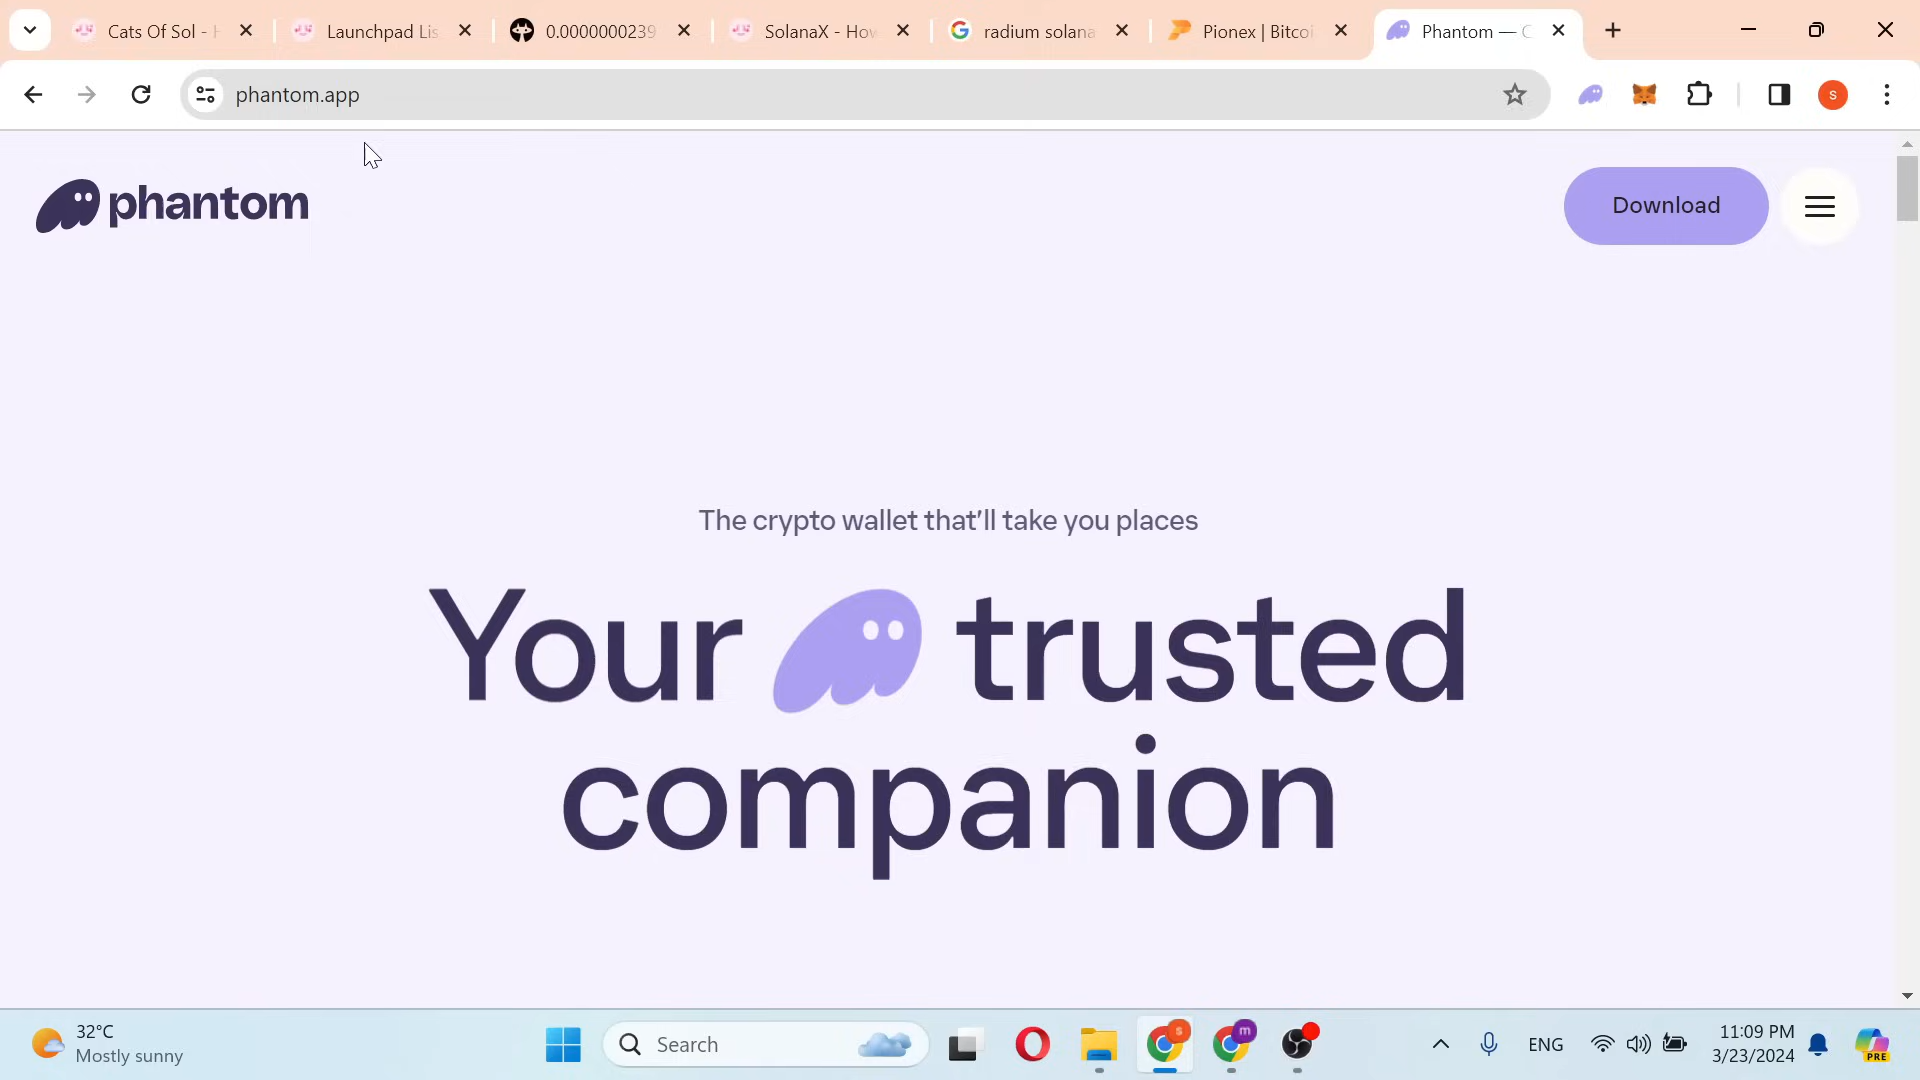 Cats Of Sol - H
Launchpad Lis
0.0000000239
SolanaX - How
radium solana
Pionex | Bitcoi
Phantom — C
phantom.app
S
phantom
Download
The crypto wallet that'll take you places
Your trusted
companion
32°C
Mostly sunny
Search
s
m
ENG
11:09 PM
3/23/2024
PRE